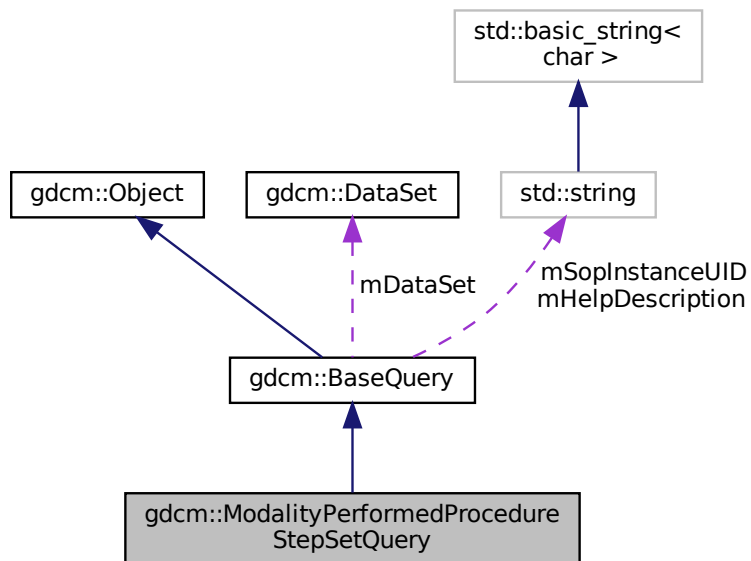 std::basic_string<
char >
gdcm::Object
gdcm::DataSet
std::string
mDataSet
mSopInstanceUID
mHelpDescription
gdcm::BaseQuery
gdcm::ModalityPerformedProcedure
StepSetQuery